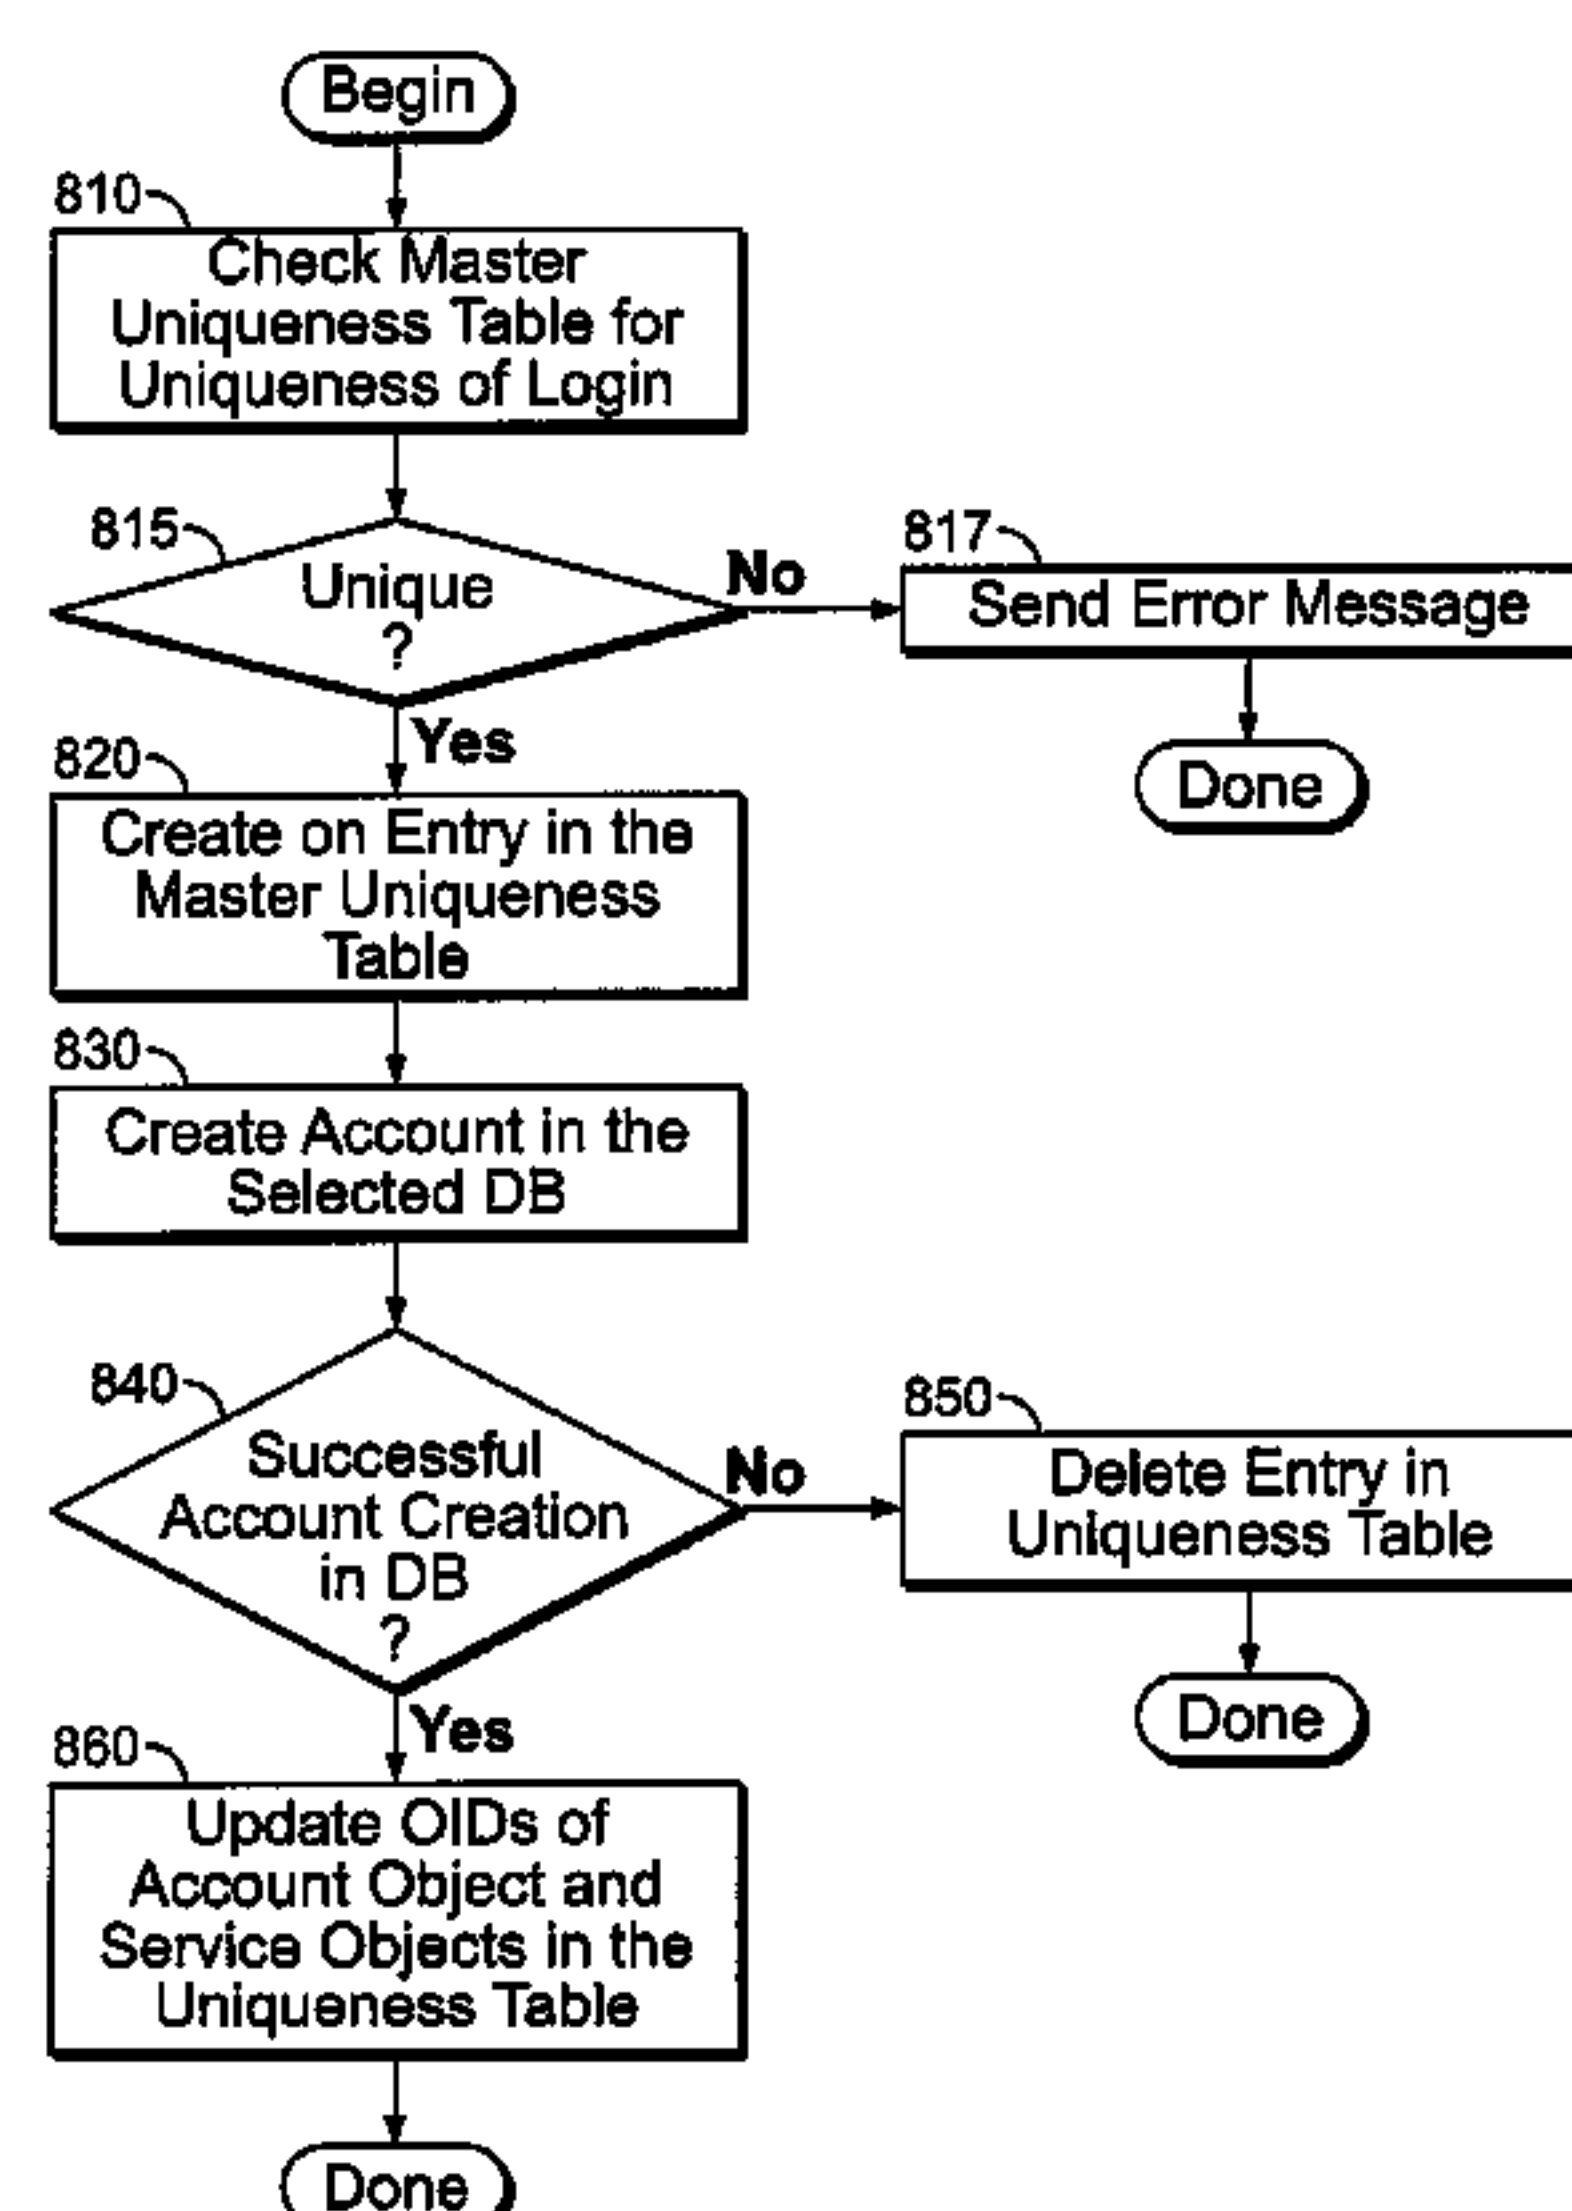 Begin
810
Check Master
Uniqueness Table for
Uniqueness of Login
815
Unique
?
No
817
Send Error Message
Done
Yes
820
Create on Entry in the
Master Uniqueness
Table
830
Create Account in the
Selected DB
840
Successful
Account Creation
in DB
?
No
850
Delete Entry in
Uniqueness Table
Done
Yes
860
Update OIDs of
Account Object and
Service Objects in the
Uniqueness Table
Done